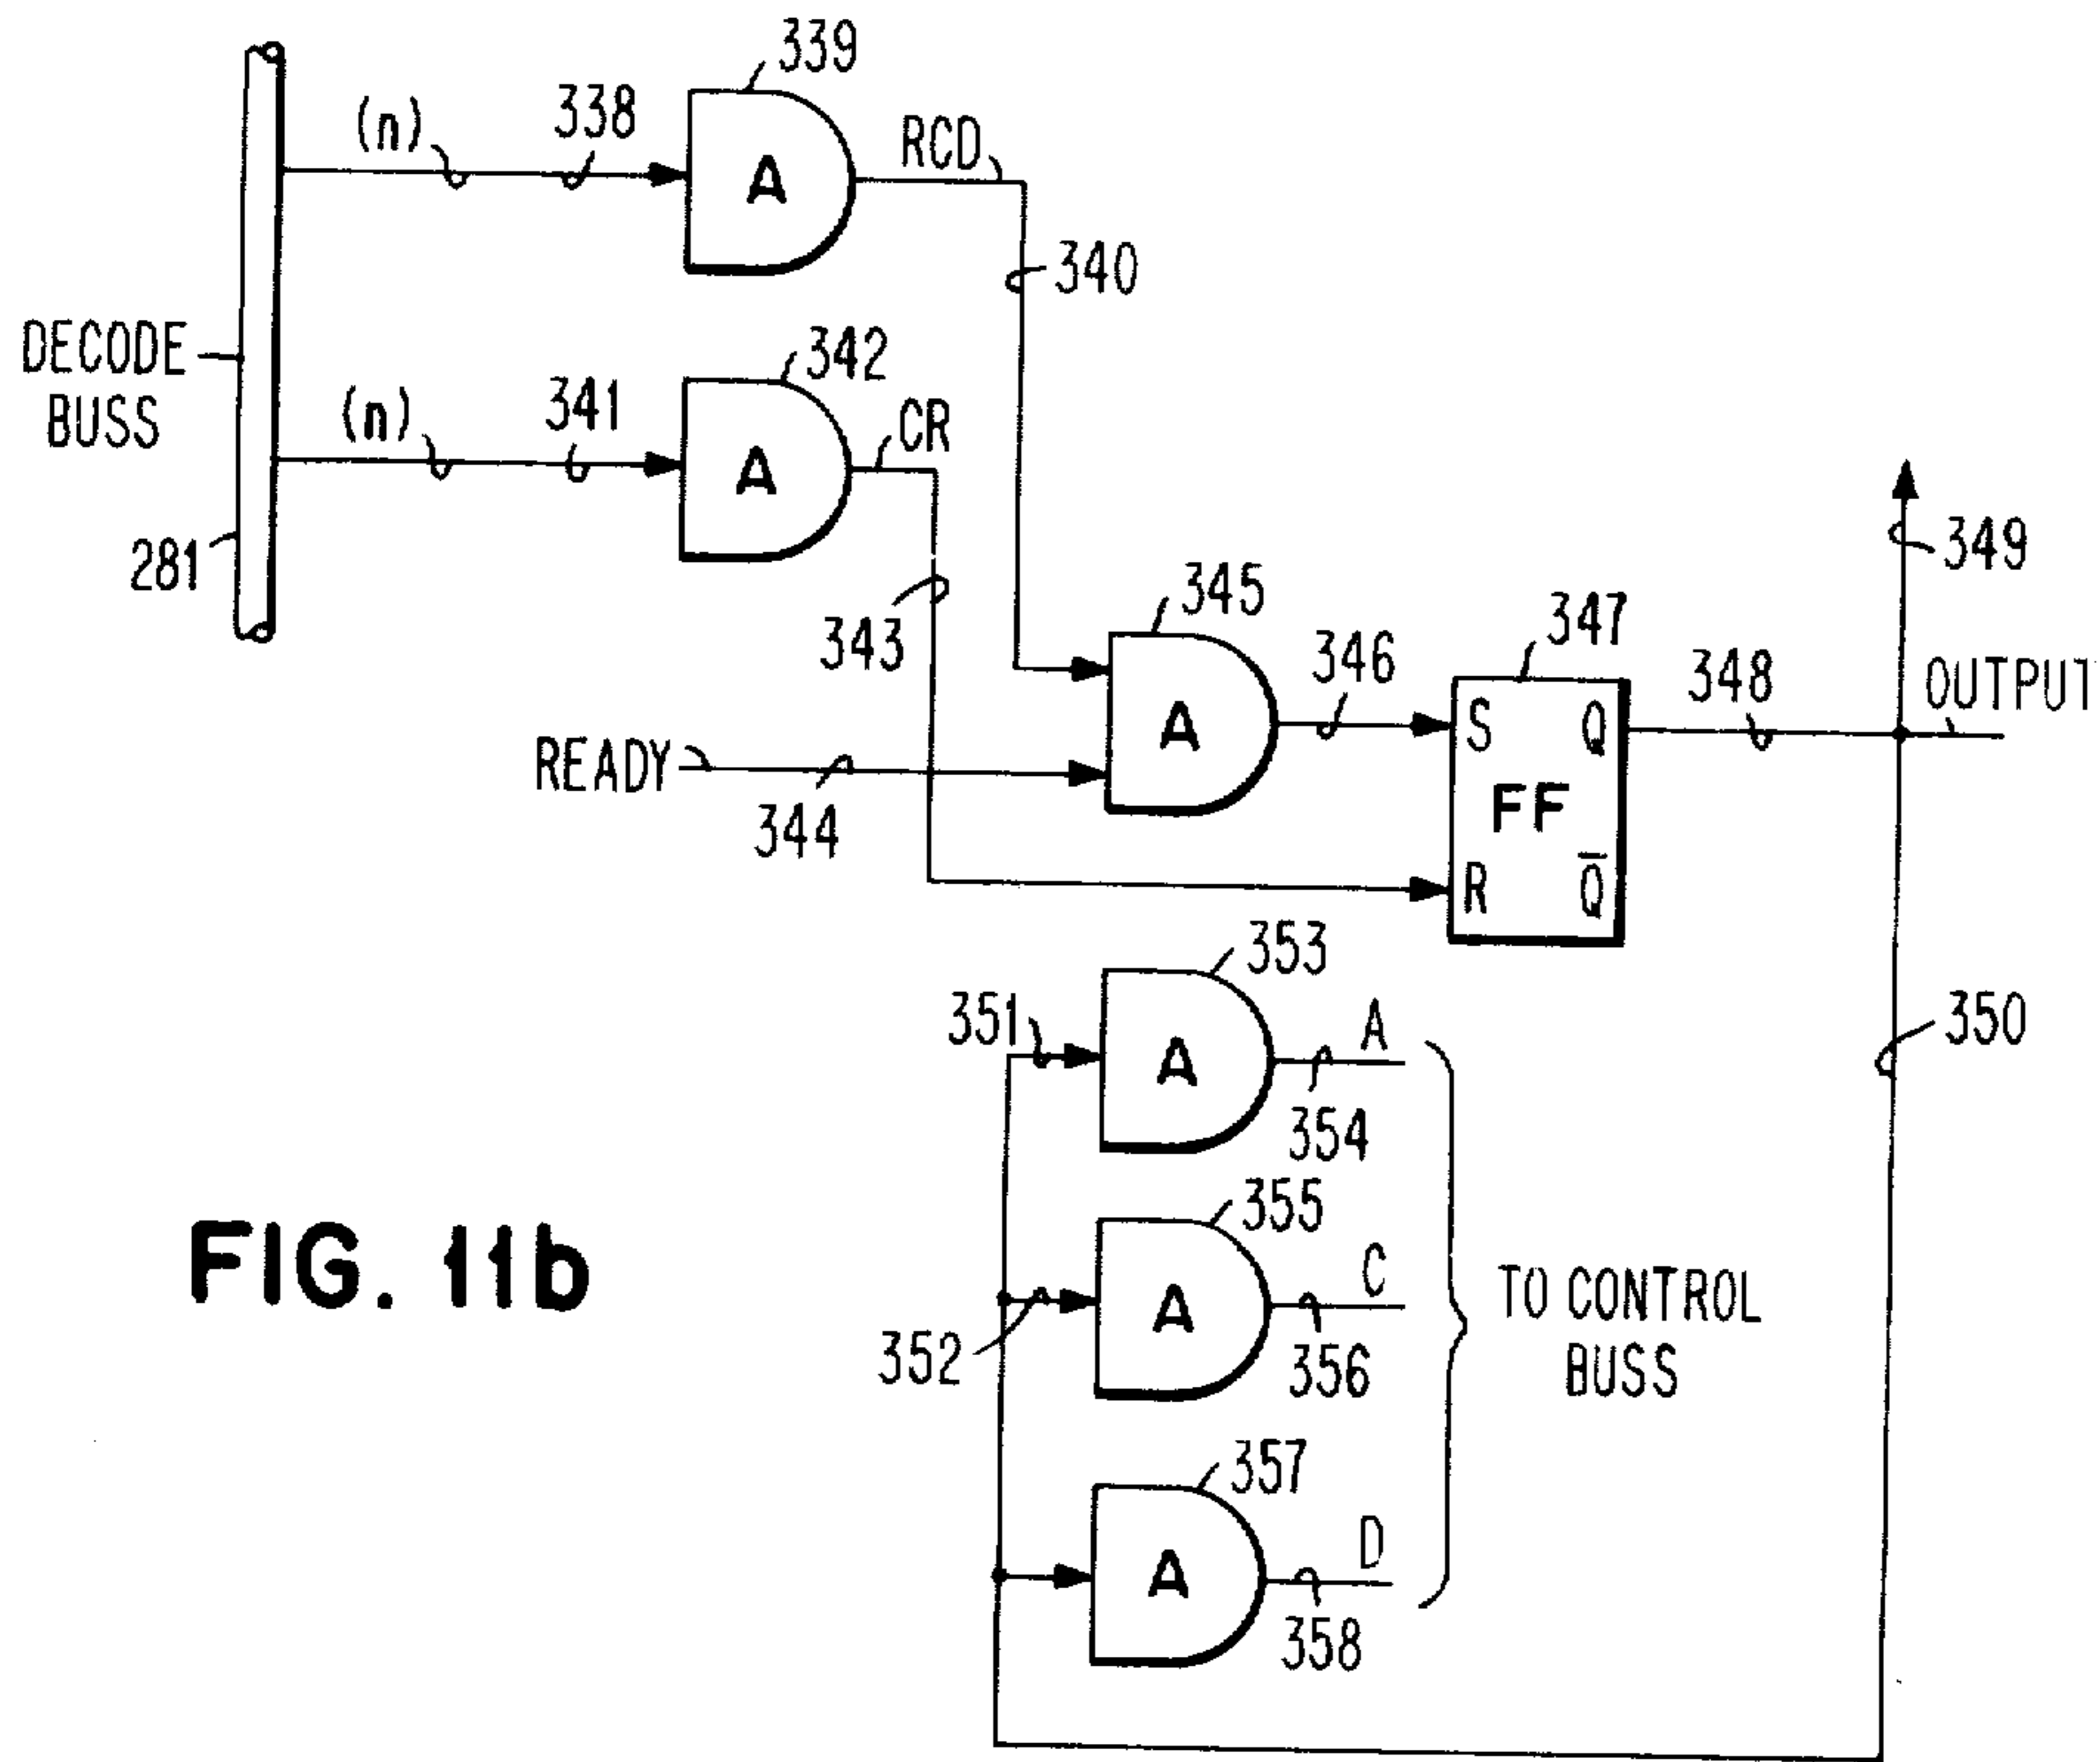 339
(n)
338
A
RCD
340
DECODE
BUSS
342
(n)
341
A
CR
281
343
349
345
346
347
348
OUTPUT
READY
344
A
S Q
FF
R Q̅
353
351
A
A
354
350
355
352
A
C
356
TO CONTROL
BUSS
357
A
D
358
FIG. 11b